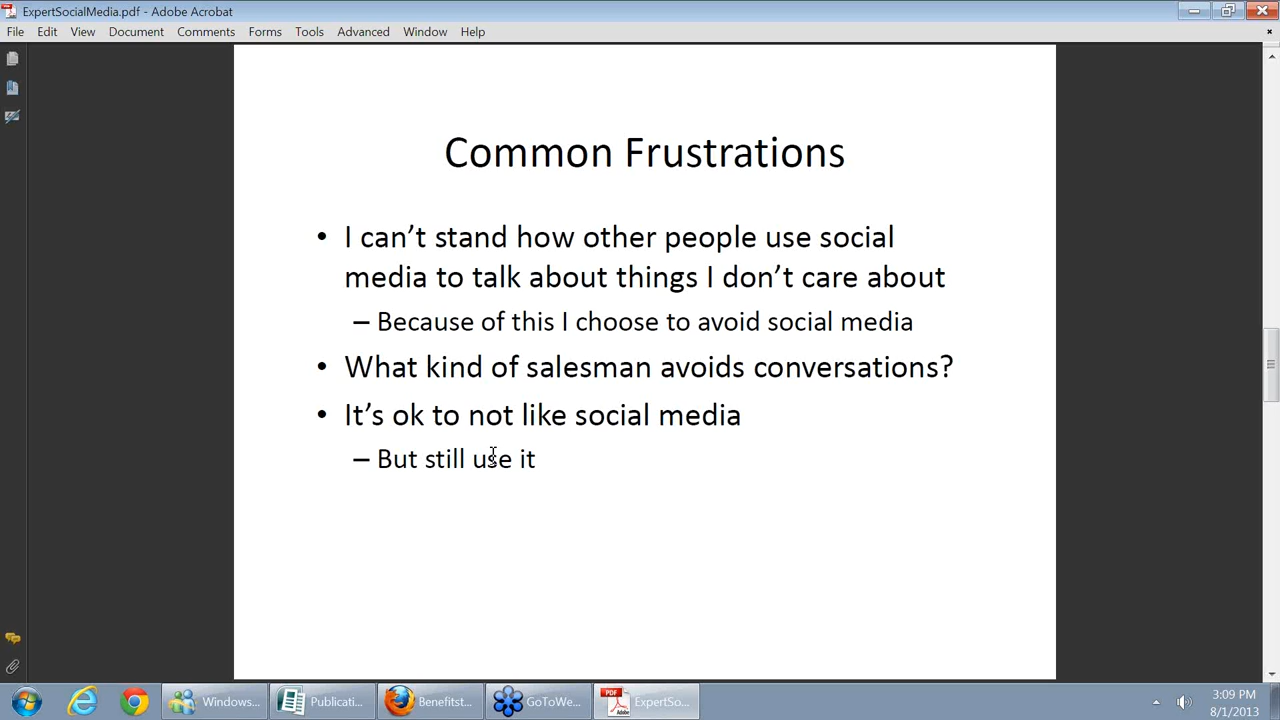 ExpertSocialMedia.pdf - Adobe Acrobat
File Edit View Document Comments Forms Tools Advanced Window Help
Common Frustrations
• I can’t stand how other people use social
media to talk about things I don’t care about
– Because of this I choose to avoid social media
• What kind of salesman avoids conversations?
• It’s ok to not like social media
– But still use it
Windows... Publicati... Benefitst... GoToWe... PDF Adobe ExpertSo...
3:09 PM
8/1/2013